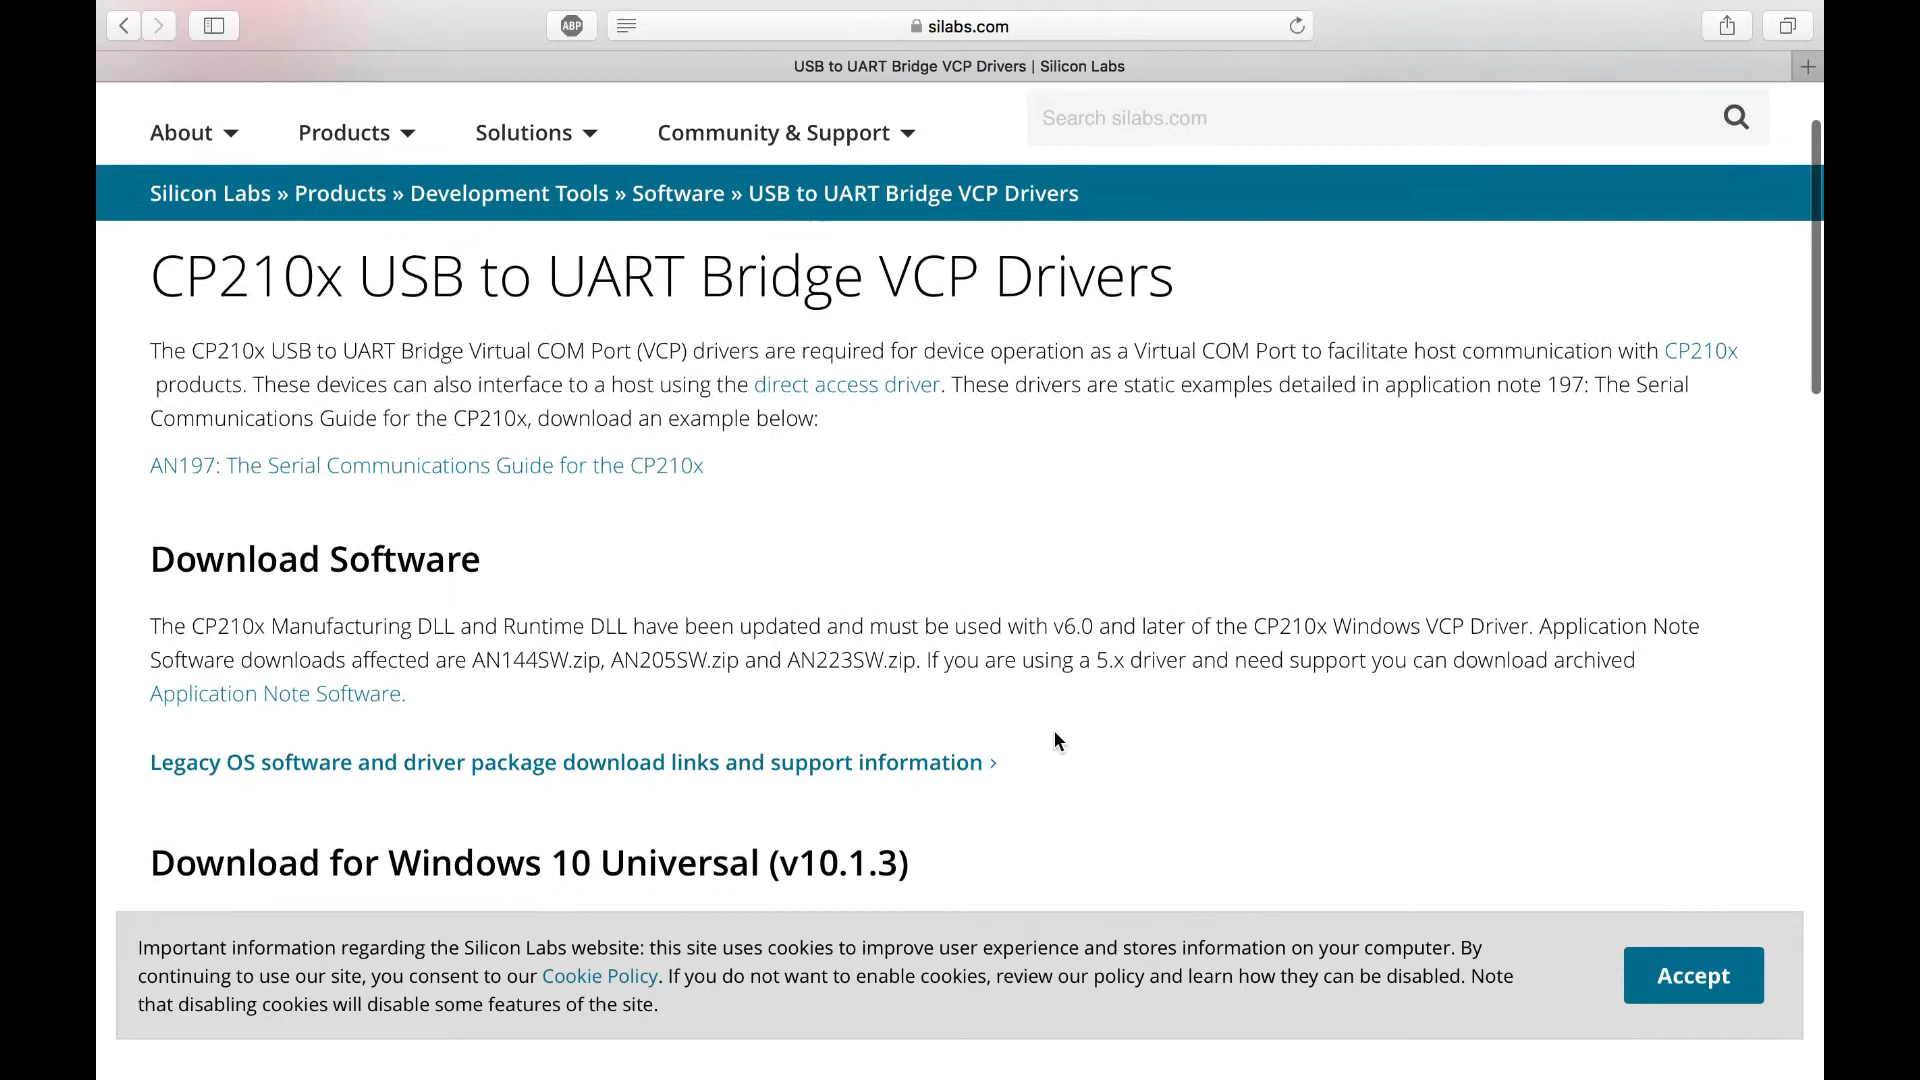 ABP
silabs.com
USB to UART Bridge VCP Drivers | Silicon Labs
About
Products
Solutions
Community & Support
Search silabs.com
Silicon Labs » Products » Development Tools » Software » USB to UART Bridge VCP Drivers
CP210x USB to UART Bridge VCP Drivers
The CP210x USB to UART Bridge Virtual COM Port (VCP) drivers are required for device operation as a Virtual COM Port to facilitate host communication with CP210x
products. These devices can also interface to a host using the direct access driver. These drivers are static examples detailed in application note 197: The Serial
Communications Guide for the CP210x, download an example below:
AN197: The Serial Communications Guide for the CP210x
Download Software
The CP210x Manufacturing DLL and Runtime DLL have been updated and must be used with v6.0 and later of the CP210x Windows VCP Driver. Application Note
Software downloads affected are AN144SW.zip, AN205SW.zip and AN223SW.zip. If you are using a 5.x driver and need support you can download archived
Application Note Software.
Legacy OS software and driver package download links and support information ›
Download for Windows 10 Universal (v10.1.3)
Important information regarding the Silicon Labs website: this site uses cookies to improve user experience and stores information on your computer. By
continuing to use our site, you consent to our Cookie Policy. If you do not want to enable cookies, review our policy and learn how they can be disabled. Note
that disabling cookies will disable some features of the site.
Accept